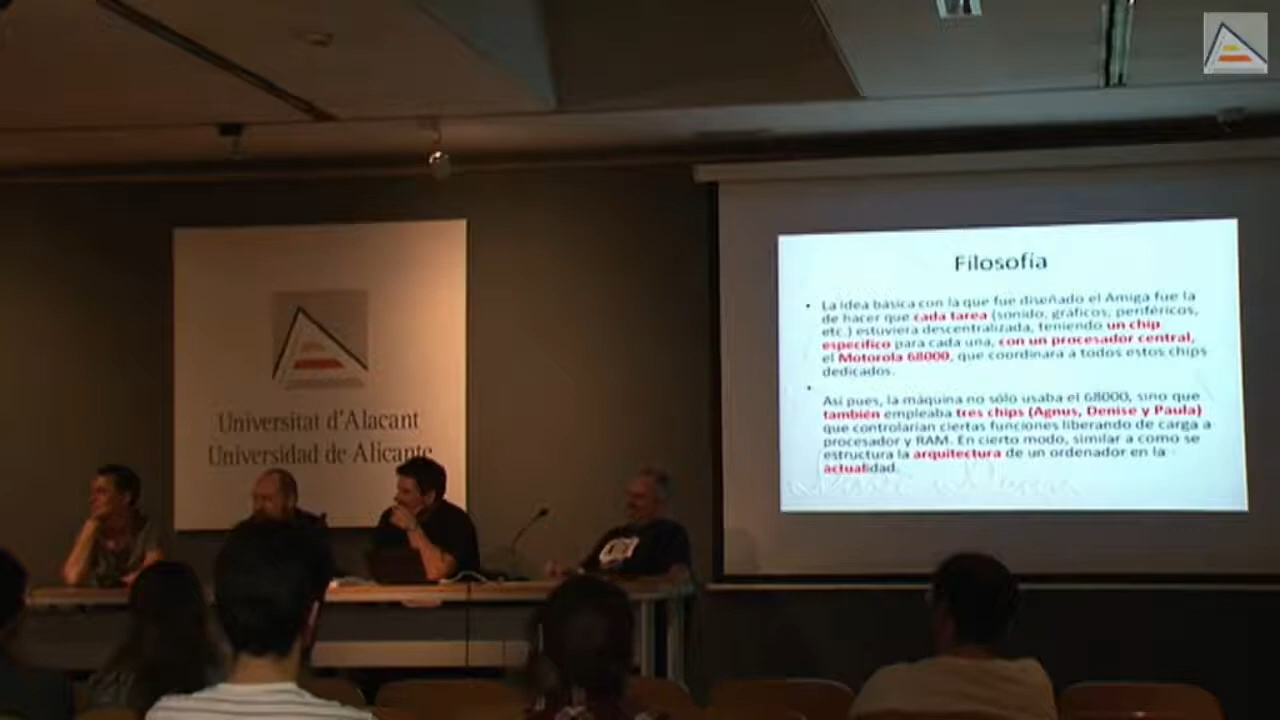 Universitat d'Alacant
Universidad de Alicante
Filosofía
• La idea básica con la que fue diseñado el Amiga fue la
de hacer que cada tarea (sonido, gráficos, periféricos,
etc.) estuviera descentralizada, teniendo un chip
específico para cada una, con un procesador central,
el Motorola 68000, que coordinara a todos estos chips
dedicados.
•
Así pues, la máquina no sólo usaba el 68000, sino que
también empleaba tres chips (Agnus, Denise y Paula)
que controlarían ciertas funciones liberando de carga a
procesador y RAM. En cierto modo, similar a como se
estructura la arquitectura de un ordenador en la
actualidad.